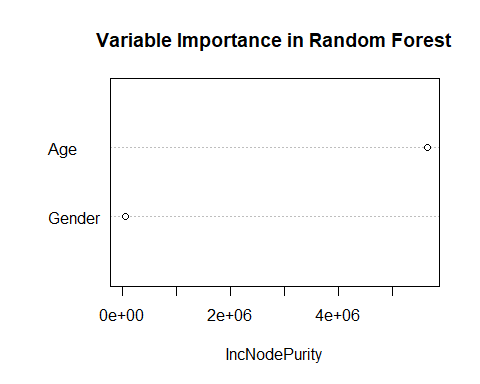 Variable Importance in Random Forest
Age
Gender
0e+00 2e+06 4e+06
IncNodePurity